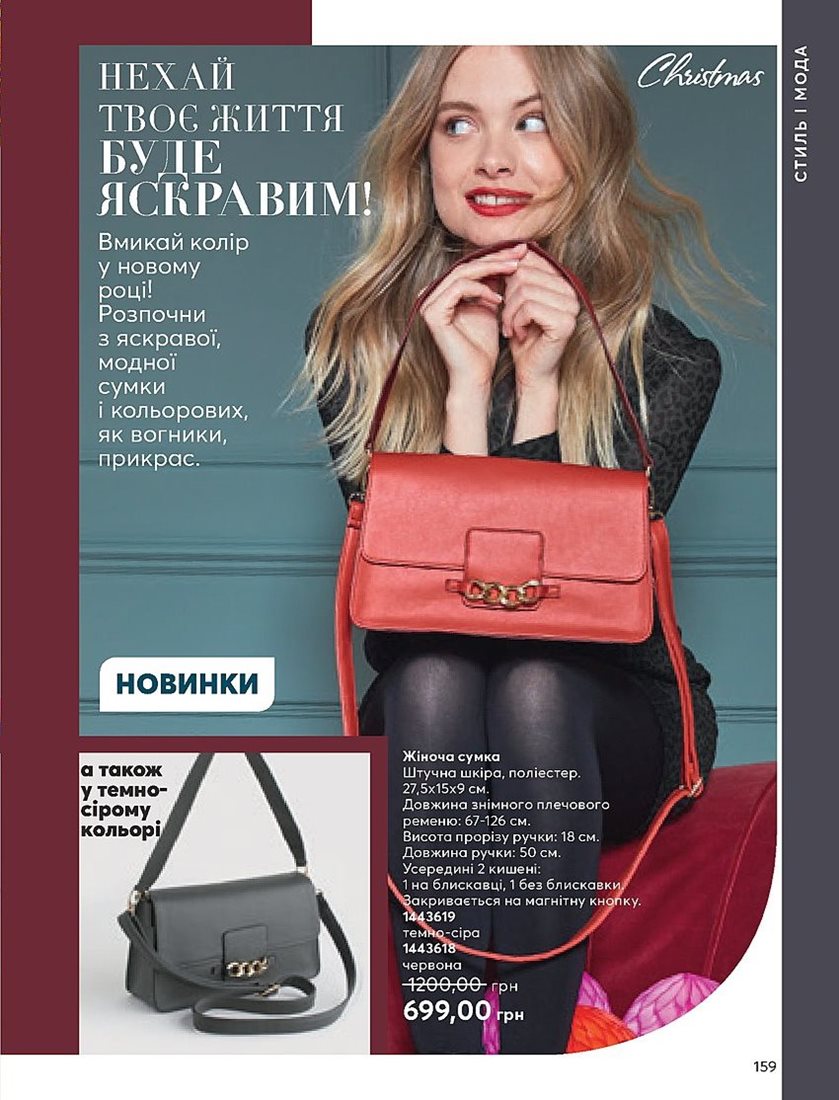 НЕХАЙ
ТВОЄ ЖИТТЯ
БУДЕ
ЯСКРАВИМ!
Вмикай колір
у новому
році!
Розпочни
з яскравої,
модної
сумки
і кольорових,
як вогники,
прикрас.
Christmas
СТИЛЬ І МОДА
НОВИНКИ
а також
у темно-
сірому
кольорі
Жіноча сумка
Штучна шкіра, поліестер.
27,5x15x9 см.
Довжина знімного плечового
ременю: 67-126 см.
Висота прорізу ручки: 18 см.
Довжина ручки: 50 см.
Усередині 2 кишені:
1 на блискавці, 1 без блискавки.
Закривається на магнітну кнопку.
1443619
темно-сіра
1443618
червона
1200,00 грн
699,00 грн
159